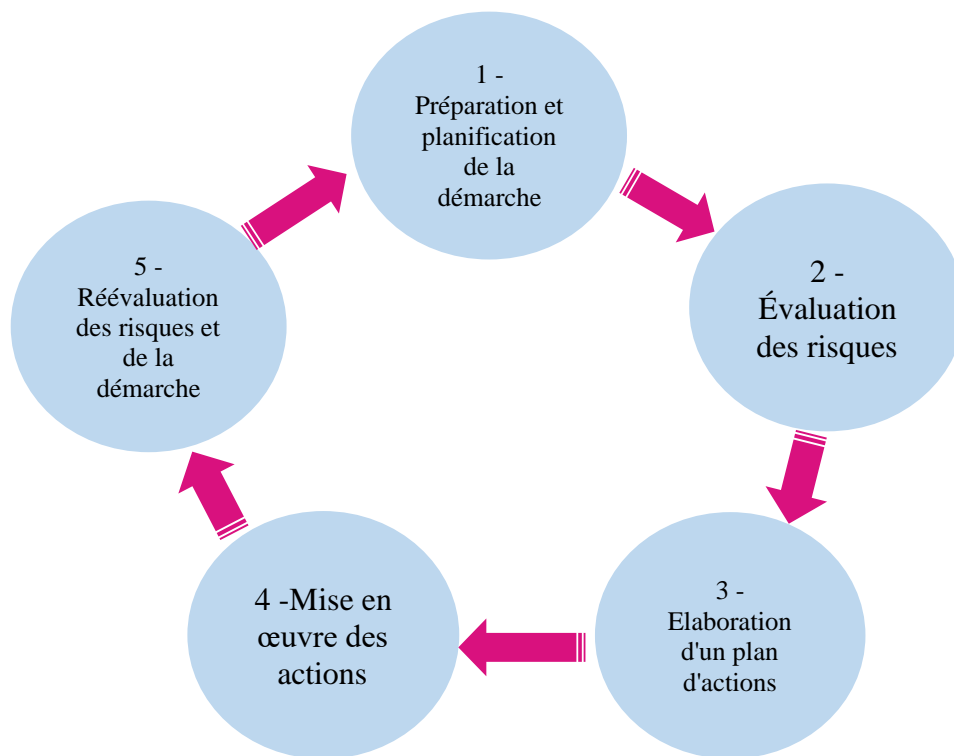 1 -
Préparation et
planification
de la
démarche
2 -
Évaluation
des risques
3 -
Elaboration
d'un plan
d'actions
4 -Mise en
œuvre des
actions
5 -
Réévaluation
des risques et
de la
démarche